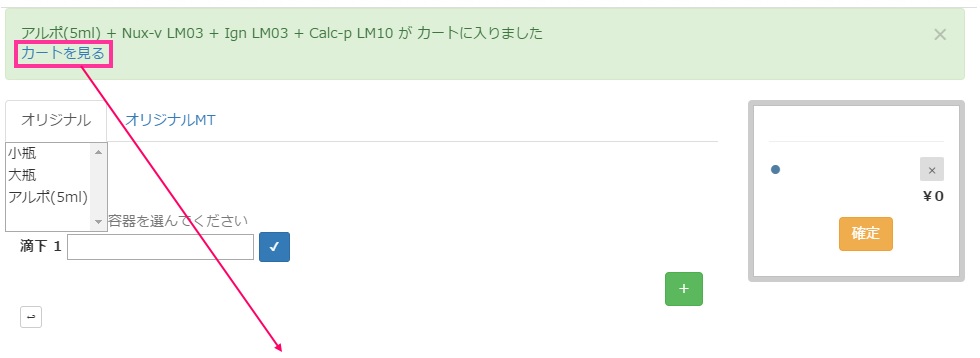 アルポ(5ml) + Nux-v LM03 + Ign LM03 + Calc-p LM10 が カートに入りました
×
カートを見る
オリジナル
オリジナルMT
小瓶
大瓶
アルポ(5ml)
容器を選んでください
滴下 1
×
¥0
確定
+